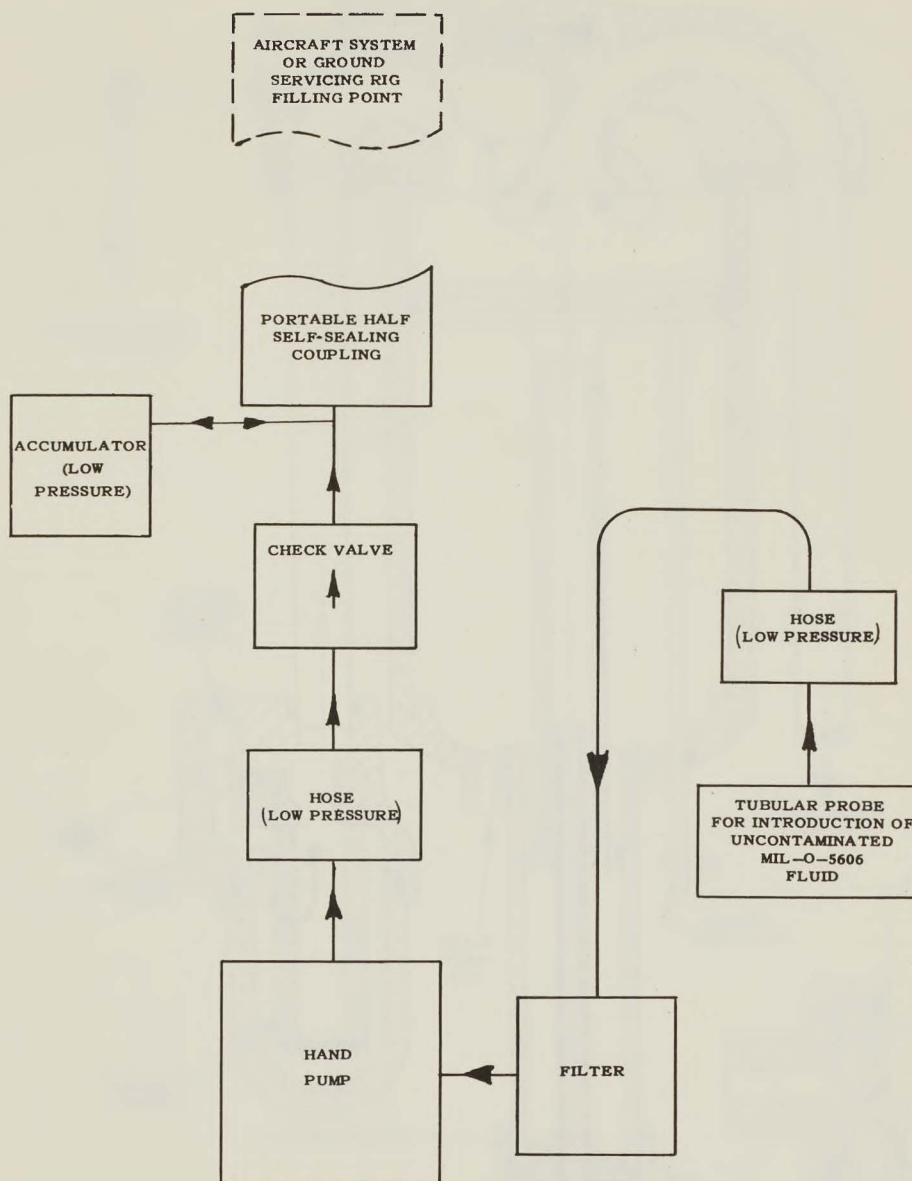 AIRCRAFT SYSTEM
OR GROUND
SERVICING RIG
FILLING POINT
PORTABLE HALF
SELF-SEALING
COUPLING
ACCUMULATOR
(LOW
PRESSURE)
CHECK VALVE
HOSE
(LOW PRESSURE)
HOSE
(LOW PRESSURE)
TUBULAR PROBE
FOR INTRODUCTION OF
UNCONTAMINATED
MIL-O-5606
FLUID
HAND
PUMP
FILTER